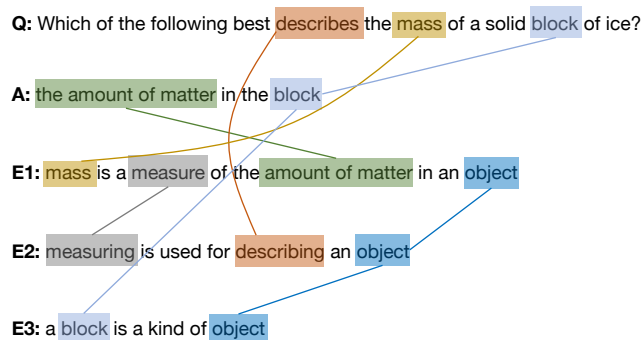 Q: Which of the following best describes the mass of a solid block of ice?
A: the amount of matter in the block
E1: mass is a measure of the amount of matter in an object
E2: measuring is used for describing an object
E3: a block is a kind of object